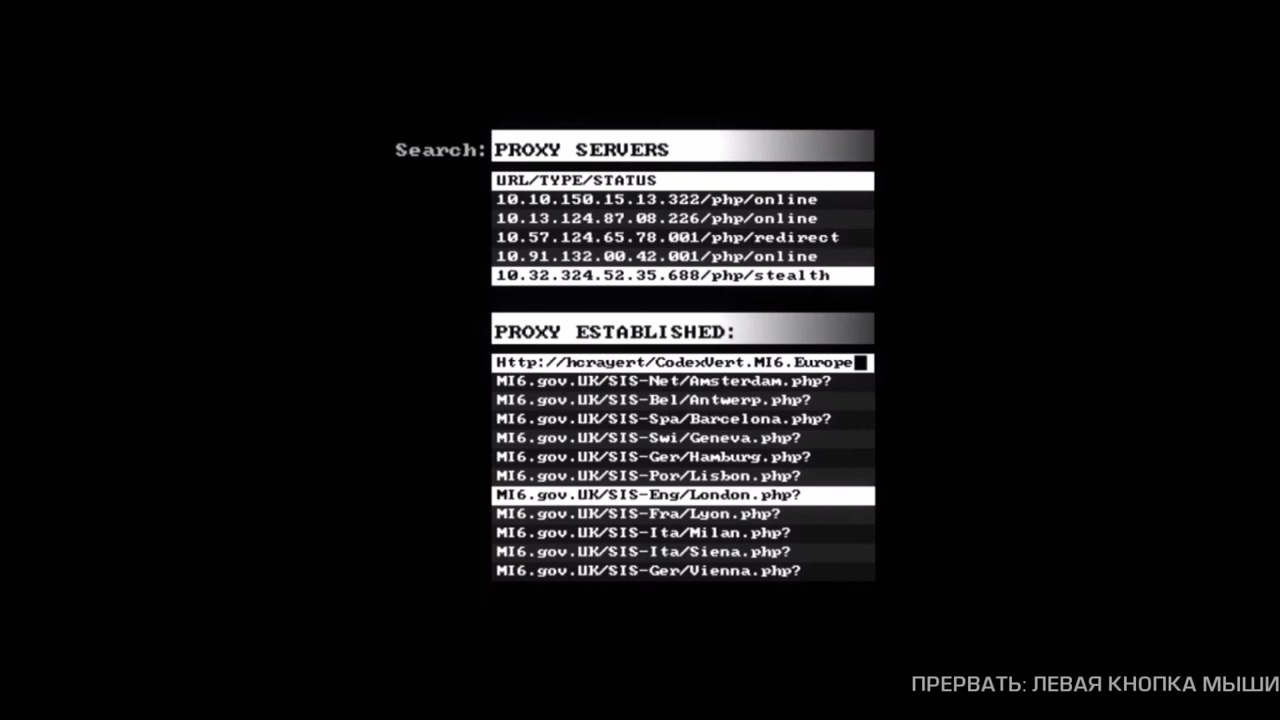 Search: PROXY SERVERS
URL/TYPE/STATUS
10.10.150.15.13.322/php/online
10.13.124.87.08.226/php/online
10.57.124.65.78.001/php/redirect
10.91.132.00.42.001/php/online
10.32.324.52.35.688/php/stealth
PROXY ESTABLISHED:
Http://hcrayert/CodexVert.MI6.Europe
MI6.gov.UK/SIS-Net/Amsterdam.php?
MI6.gov.UK/SIS-Bel/Antwerp.php?
MI6.gov.UK/SIS-Spa/Barcelona.php?
MI6.gov.UK/SIS-Swi/Geneva.php?
MI6.gov.UK/SIS-Ger/Hamburg.php?
MI6.gov.UK/SIS-Por/Lisbon.php?
MI6.gov.UK/SIS-Eng/London.php?
MI6.gov.UK/SIS-Fra/Lyon.php?
MI6.gov.UK/SIS-Ita/Milan.php?
MI6.gov.UK/SIS-Ita/Siena.php?
MI6.gov.UK/SIS-Ger/Vienna.php?
ПРЕРВАТЬ: ЛЕВАЯ КНОПКА МЫШИ